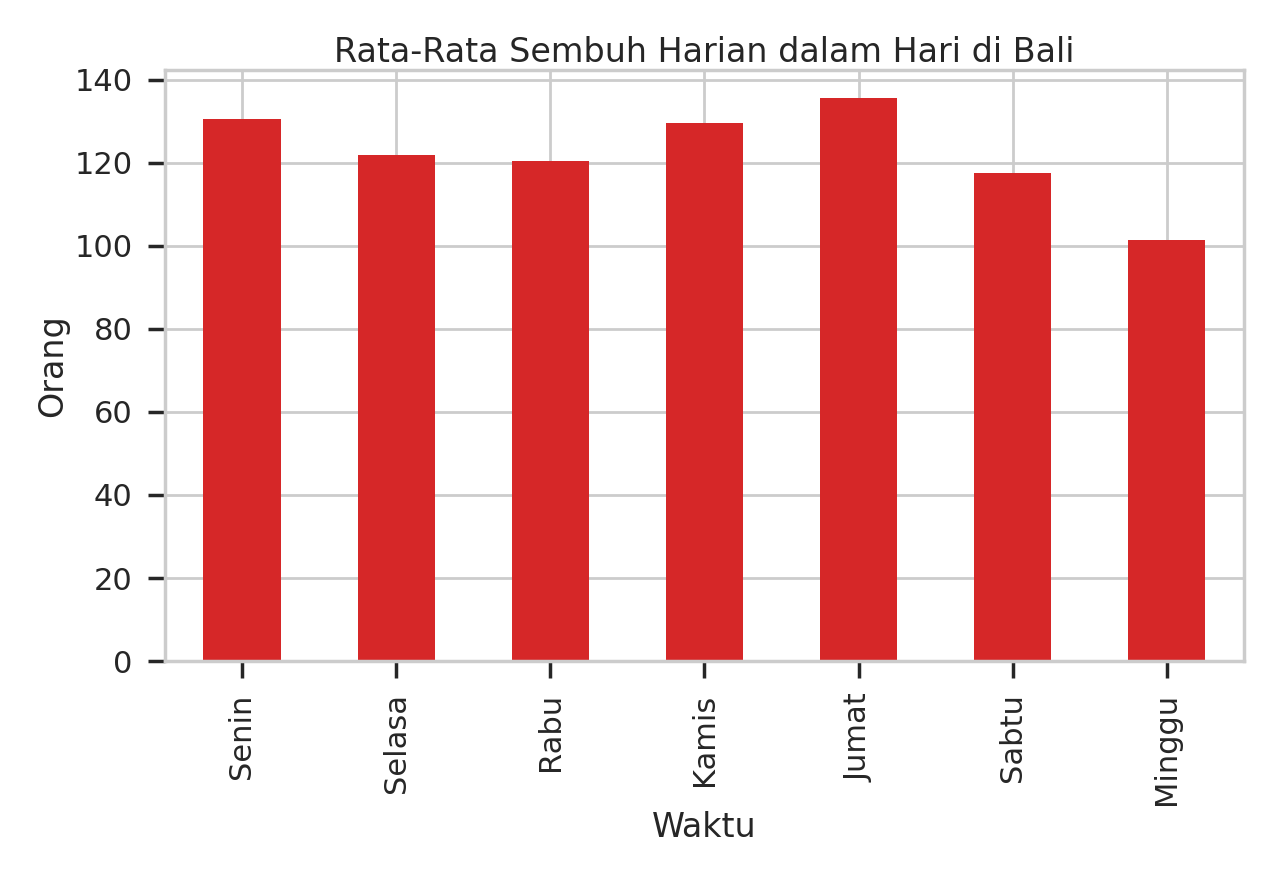 Rata-Rata Sembuh Harian dalam Hari di Bali
140
120
100
80
60
40
20
0
Orang
Senin
Selasa
Rabu
Kamis
Jumat
Sabtu
Minggu
Waktu